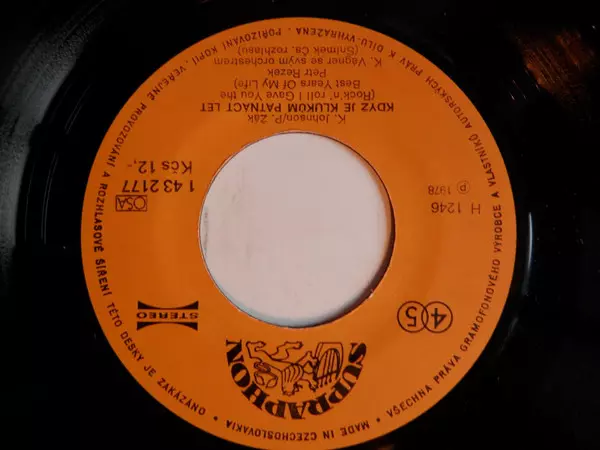 MADE IN CZECHOSLOVAKIA
SUPRAPHON
STEREO
45
OSA
1 43 2177
Kčs 12,-
H 1246
℗ 1978
K. Johnson/P. Žák
KDYŽ JE KLUKŮM PATNÁCT LET
(Rock'n' roll I Gave You the
Best Years Of My Life)
Petr Rezek
K. Vágner se svým orchestrem
(Snímek Čs. rozhlasu)
VŠECHNA PRÁVA GRAMOFONOVÉHO VÝROBCE A VLASTNÍKŮ AUTORSKÝCH PRÁV K DÍLU VYHRAZENA. POŘIZOVÁNÍ KOPIÍ, VEŘEJNÉ PROVOZOVÁNÍ A ROZHLASOVÉ ŠÍŘENÍ TÉTO DESKY JE ZAKÁZÁNO